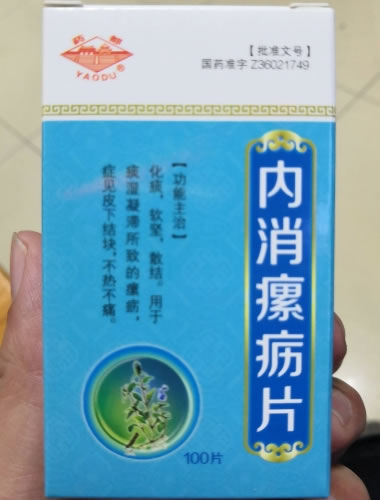 药都
YAODU®
【批准文号】
国药准字 Z36021749
内消瘰疬片
【功能主治】
化痰，软坚，散结。用于
痰湿凝滞所致的瘰疬，
症见皮下结块，不热不痛。
100片